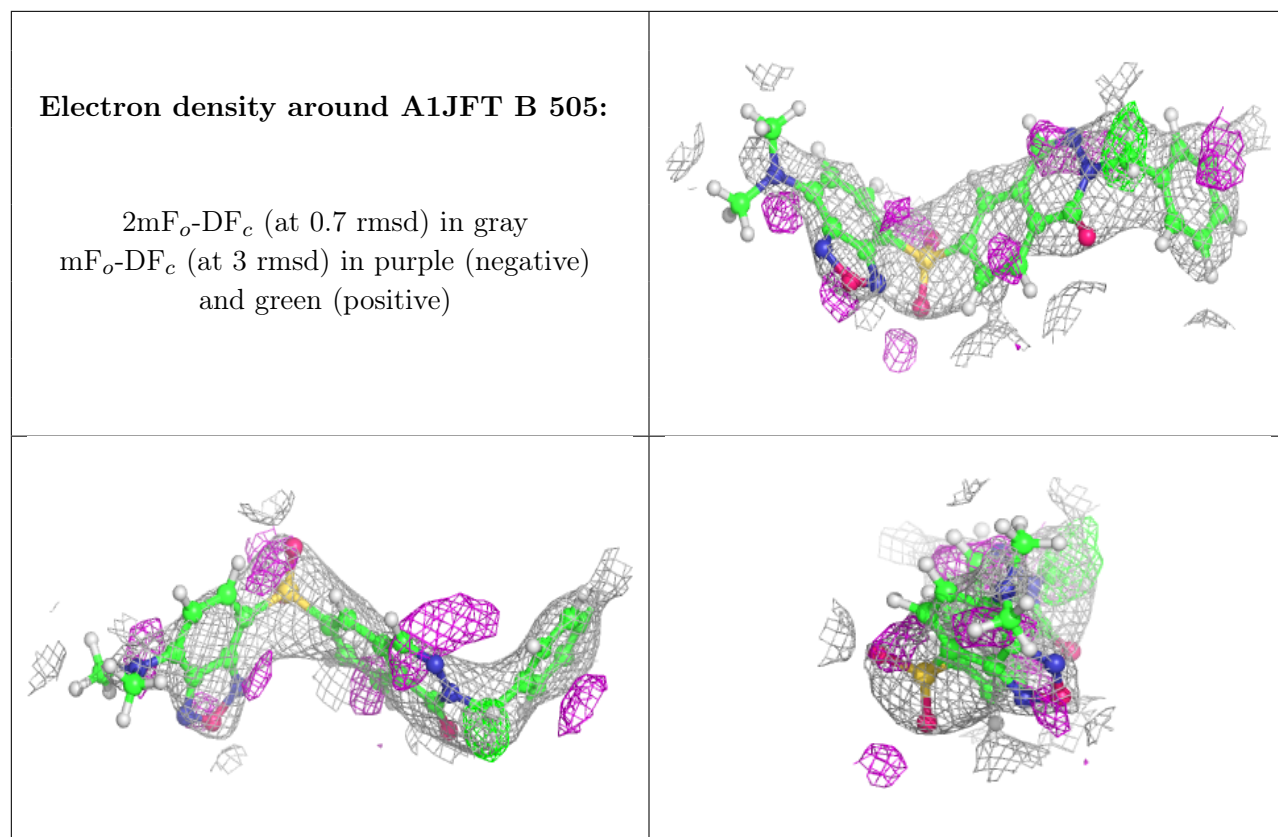 Electron density around A1JFT B 505:
2mFo-DFc (at 0.7 rmsd) in gray
mFo-DFc (at 3 rmsd) in purple (negative)
and green (positive)